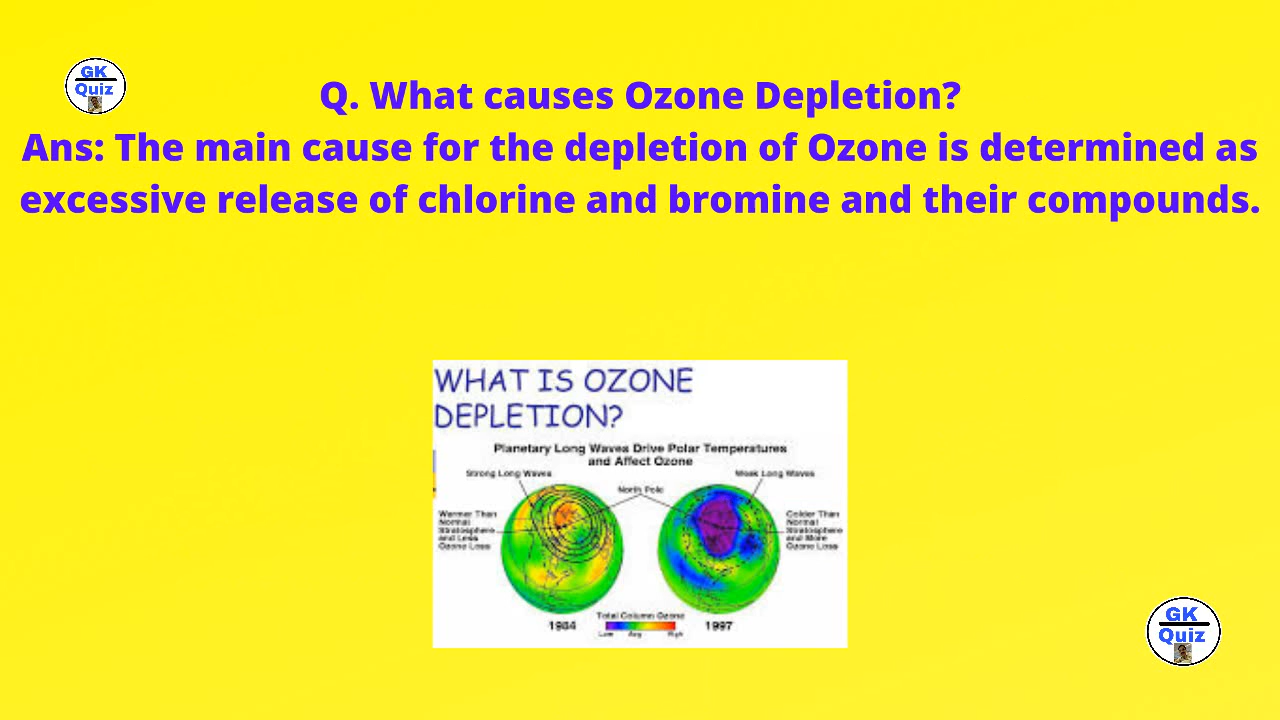 GK
Quiz
Q. What causes Ozone Depletion?
Ans: The main cause for the depletion of Ozone is determined as
excessive release of chlorine and bromine and their compounds.
WHAT IS OZONE
DEPLETION?
Planetary Long Waves Drive Polar Temperatures
and Affect Ozone
Strong Long Waves
Weak Long Waves
North Pole
Warmer Than
Normal
Stratosphere
and Less
Ozone Loss
Colder Than
Normal
Stratosphere
and More
Ozone Loss
Total Column Ozone
1984
Low Avg High
1997
GK
Quiz